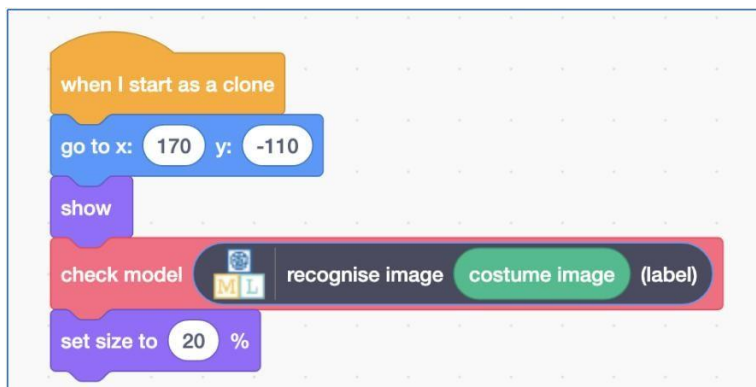 when I start as a clone
go to x: 170 y: -110
show
check model ML recognise image costume image (label)
set size to 20 %